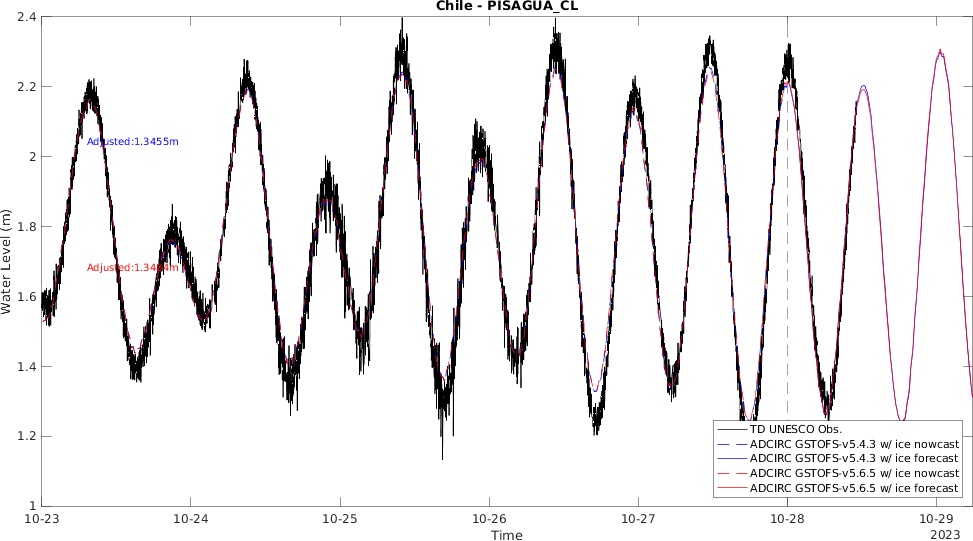 Chile - PISAGUA_CL
Water Level (m)
2.4
2.2
2
1.8
1.6
1.4
1.2
1
Adjusted:1.3455m
TD UNESCO Obs.
ADCIRC GSTOFS-v5.4.3 w/ ice nowcast
ADCIRC GSTOFS-v5.4.3 w/ ice forecast
ADCIRC GSTOFS-v5.6.5 w/ ice nowcast
ADCIRC GSTOFS-v5.6.5 w/ ice forecast
10-23 10-24 10-25 10-26 10-27 10-28 10-29
Time 2023